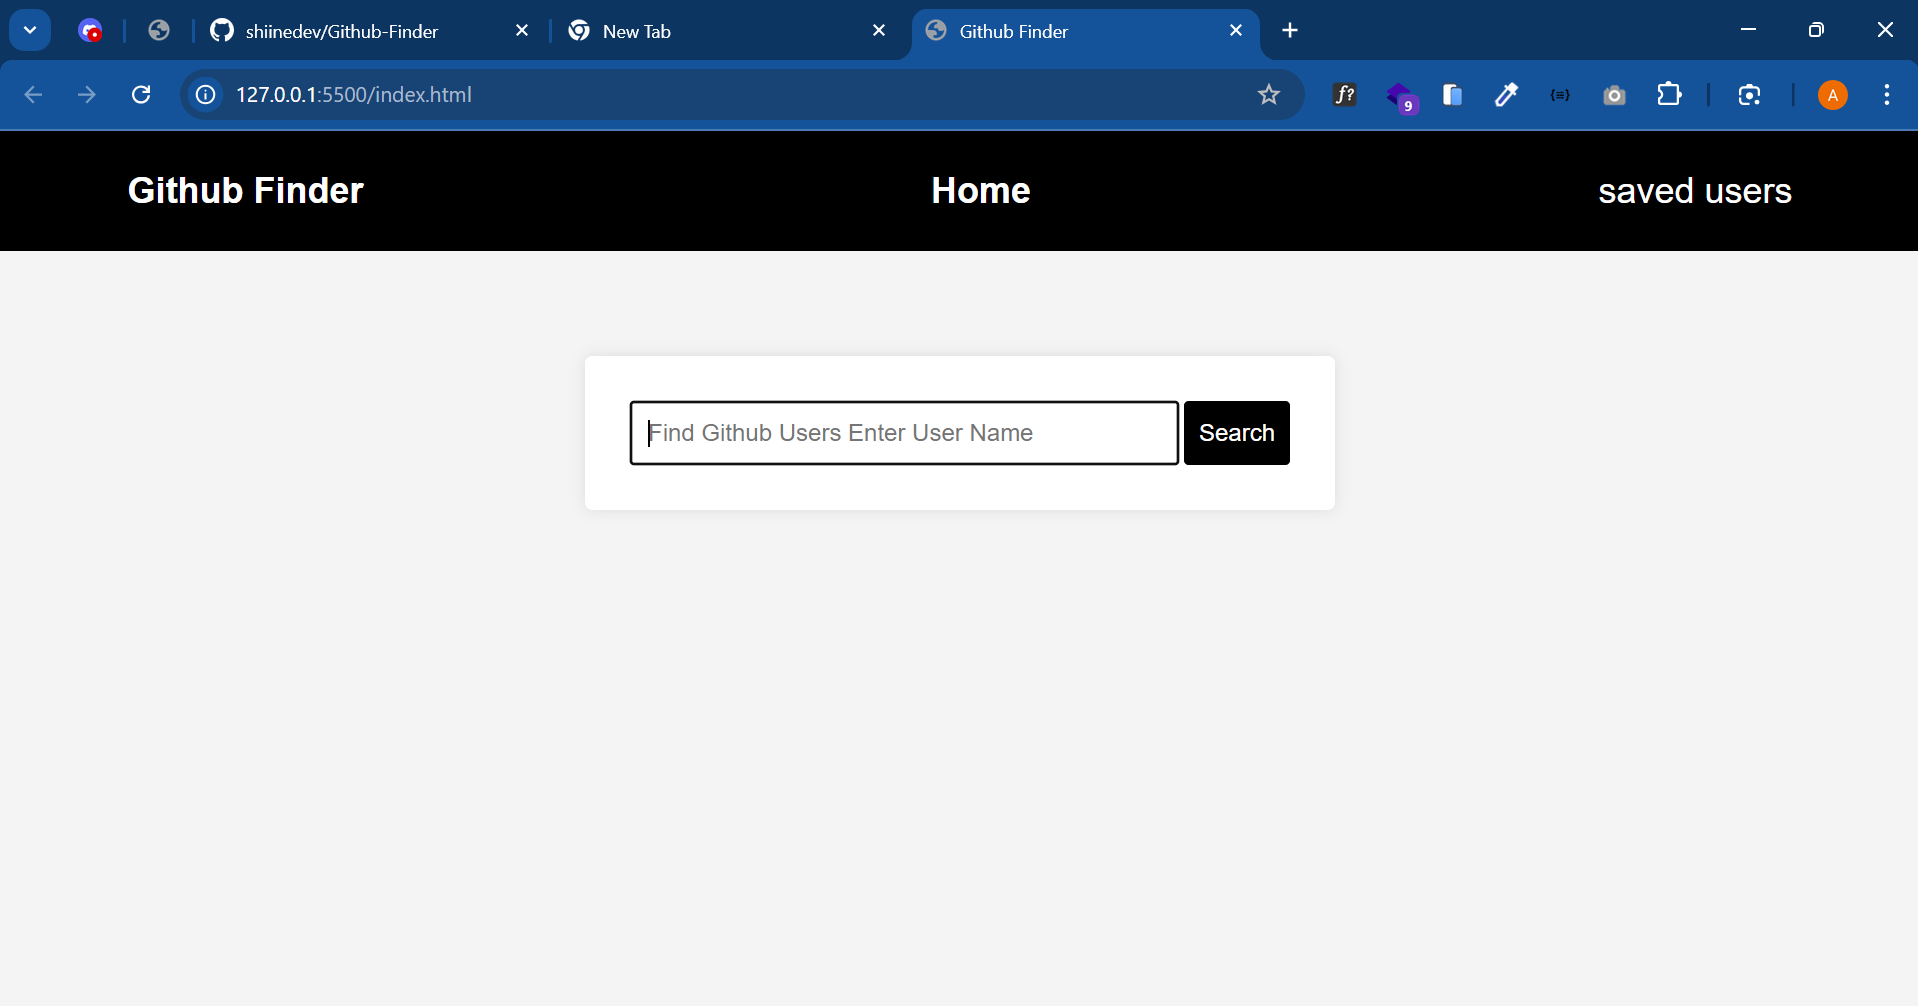 shiinedev/Github-Finder
New Tab
Github Finder
127.0.0.1:5500/index.html
f?
9
{=}
A
Github Finder
Home
saved users
Find Github Users Enter User Name
Search